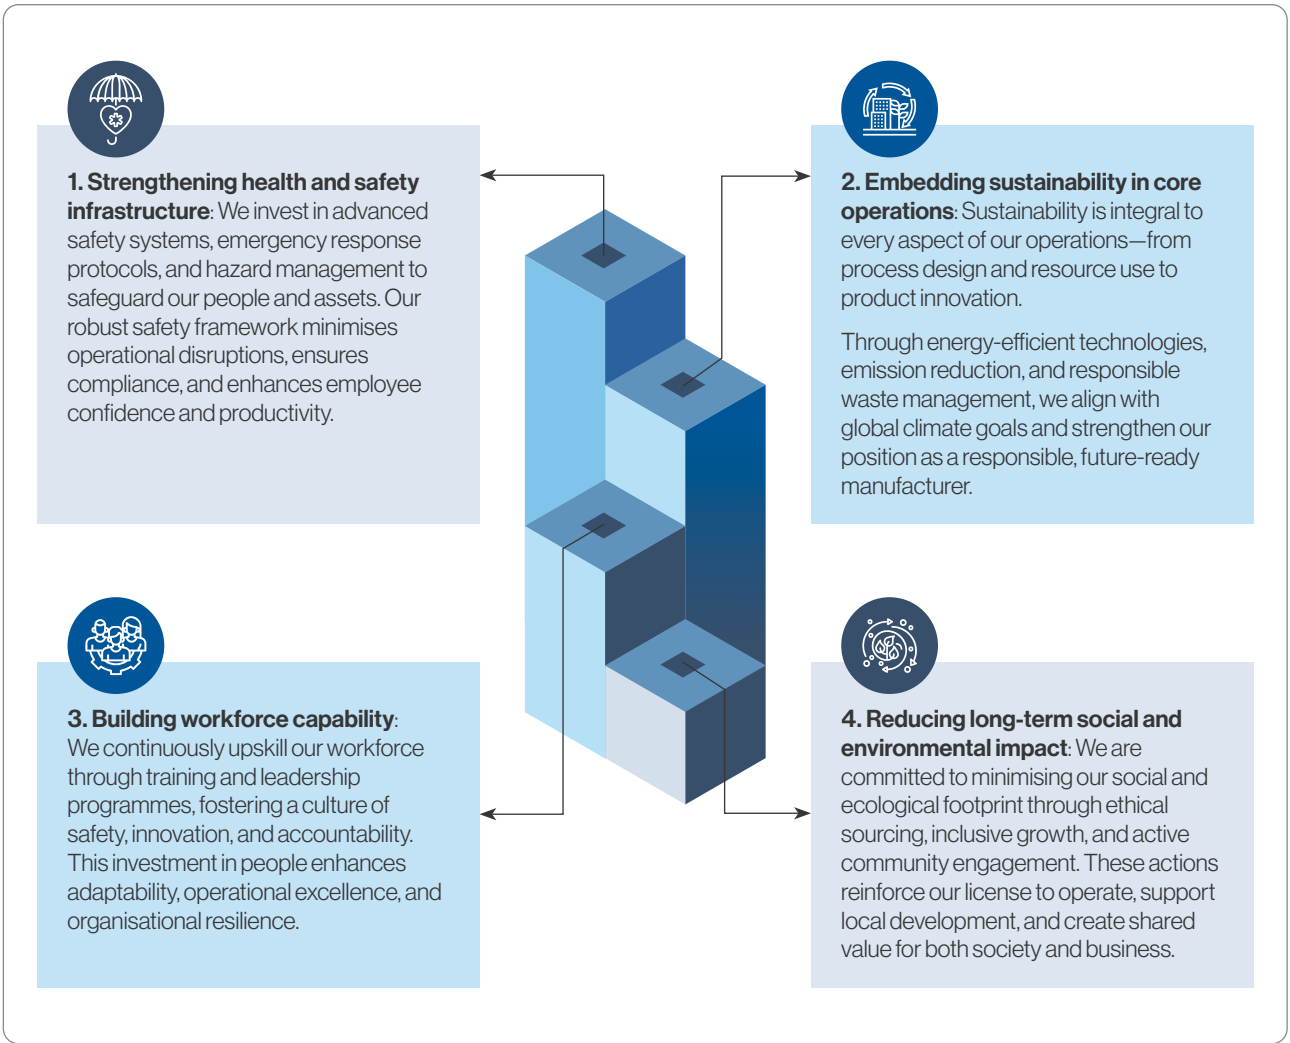 1. Strengthening health and safety
infrastructure: We invest in advanced
safety systems, emergency response
protocols, and hazard management to
safeguard our people and assets. Our
robust safety framework minimises
operational disruptions, ensures
compliance, and enhances employee
confidence and productivity.
2. Embedding sustainability in core
operations: Sustainability is integral to
every aspect of our operations—from
process design and resource use to
product innovation.
Through energy-efficient technologies,
emission reduction, and responsible
waste management, we align with
global climate goals and strengthen our
position as a responsible, future-ready
manufacturer.
3. Building workforce capability:
We continuously upskill our workforce
through training and leadership
programmes, fostering a culture of
safety, innovation, and accountability.
This investment in people enhances
adaptability, operational excellence, and
organisational resilience.
4. Reducing long-term social and
environmental impact: We are
committed to minimising our social and
ecological footprint through ethical
sourcing, inclusive growth, and active
community engagement. These actions
reinforce our license to operate, support
local development, and create shared
value for both society and business.